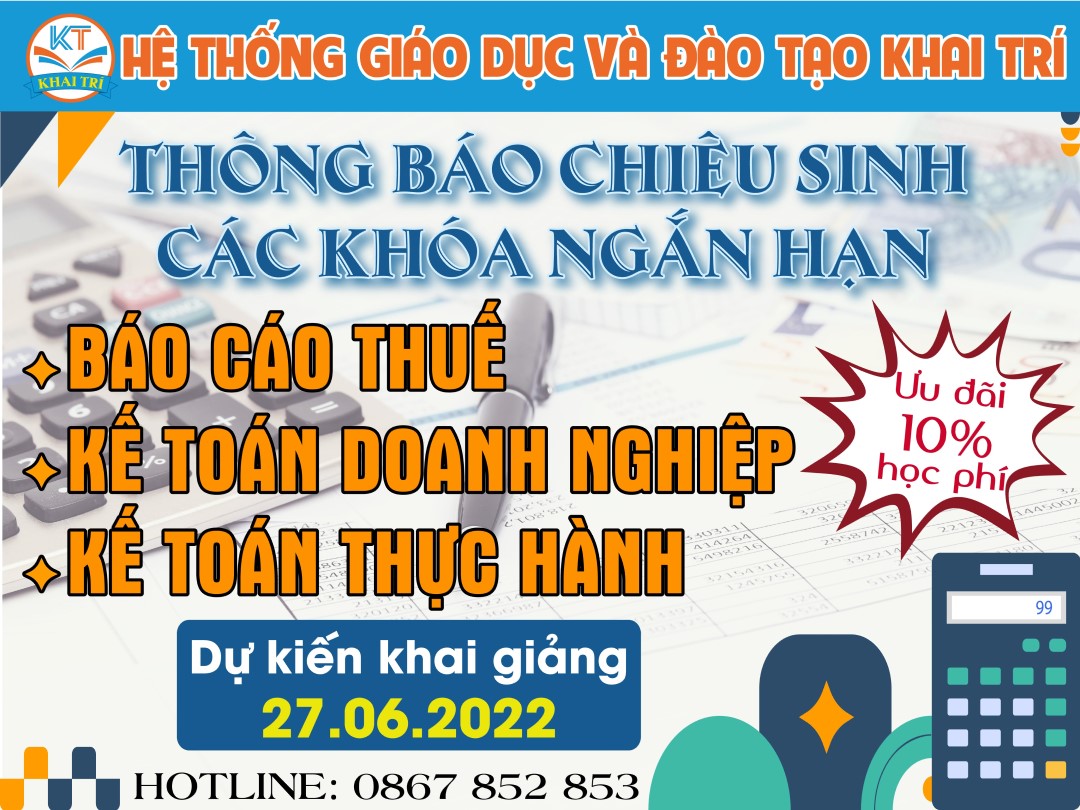 KT
KHAI TRÍ
HỆ THỐNG GIÁO DỤC VÀ ĐÀO TẠO KHAI TRÍ
THÔNG BÁO CHIÊU SINH
CÁC KHÓA NGẮN HẠN
BÁO CÁO THUẾ
KẾ TOÁN DOANH NGHIỆP
KẾ TOÁN THỰC HÀNH
Ưu đãi
10%
học phí
99
Dự kiến khai giảng
27.06.2022
HOTLINE: 0867 852 853